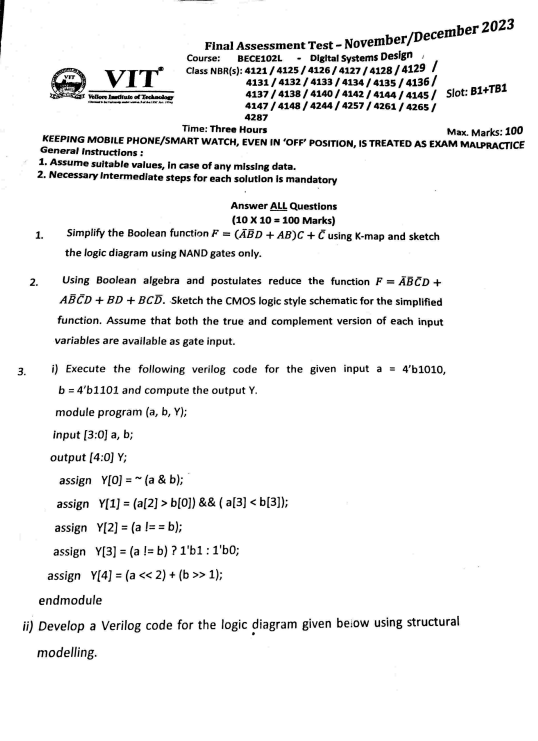 Final Assessment Test – November/December 2023
Course: BECE102L - Digital Systems Design
Class NBR(s): 4121 / 4125 / 4126 / 4127 / 4128 / 4129 /
4131 / 4132 / 4133 / 4134 / 4135 / 4136 /
4137 / 4138 / 4140 / 4142 / 4144 / 4145 /
4147 / 4148 / 4244 / 4257 / 4261 / 4265 /
4287
Slot: B1+TB1
VIT
VIT®
Vellore Institute of Technology
Time: Three Hours
Max. Marks: 100
KEEPING MOBILE PHONE/SMART WATCH, EVEN IN 'OFF' POSITION, IS TREATED AS EXAM MALPRACTICE
General Instructions :
1. Assume suitable values, in case of any missing data.
2. Necessary intermediate steps for each solution is mandatory
Answer ALL Questions
(10 X 10 = 100 Marks)
1. Simplify the Boolean function F = (A̅B̅D + AB)C + C̅ using K-map and sketch
the logic diagram using NAND gates only.
2. Using Boolean algebra and postulates reduce the function F = A̅B̅C̅D +
AB̅C̅D + BD + BCD̅. Sketch the CMOS logic style schematic for the simplified
function. Assume that both the true and complement version of each input
variables are available as gate input.
3. i) Execute the following verilog code for the given input a = 4'b1010,
b = 4'b1101 and compute the output Y.
module program (a, b, Y);
input [3:0] a, b;
output [4:0] Y;
assign Y[0] = ~ (a & b);
assign Y[1] = (a[2] > b[0]) && ( a[3] < b[3]);
assign Y[2] = (a != = b);
assign Y[3] = (a != b) ? 1'b1 : 1'b0;
assign Y[4] = (a << 2) + (b >> 1);
endmodule
ii) Develop a Verilog code for the logic diagram given below using structural
modelling.